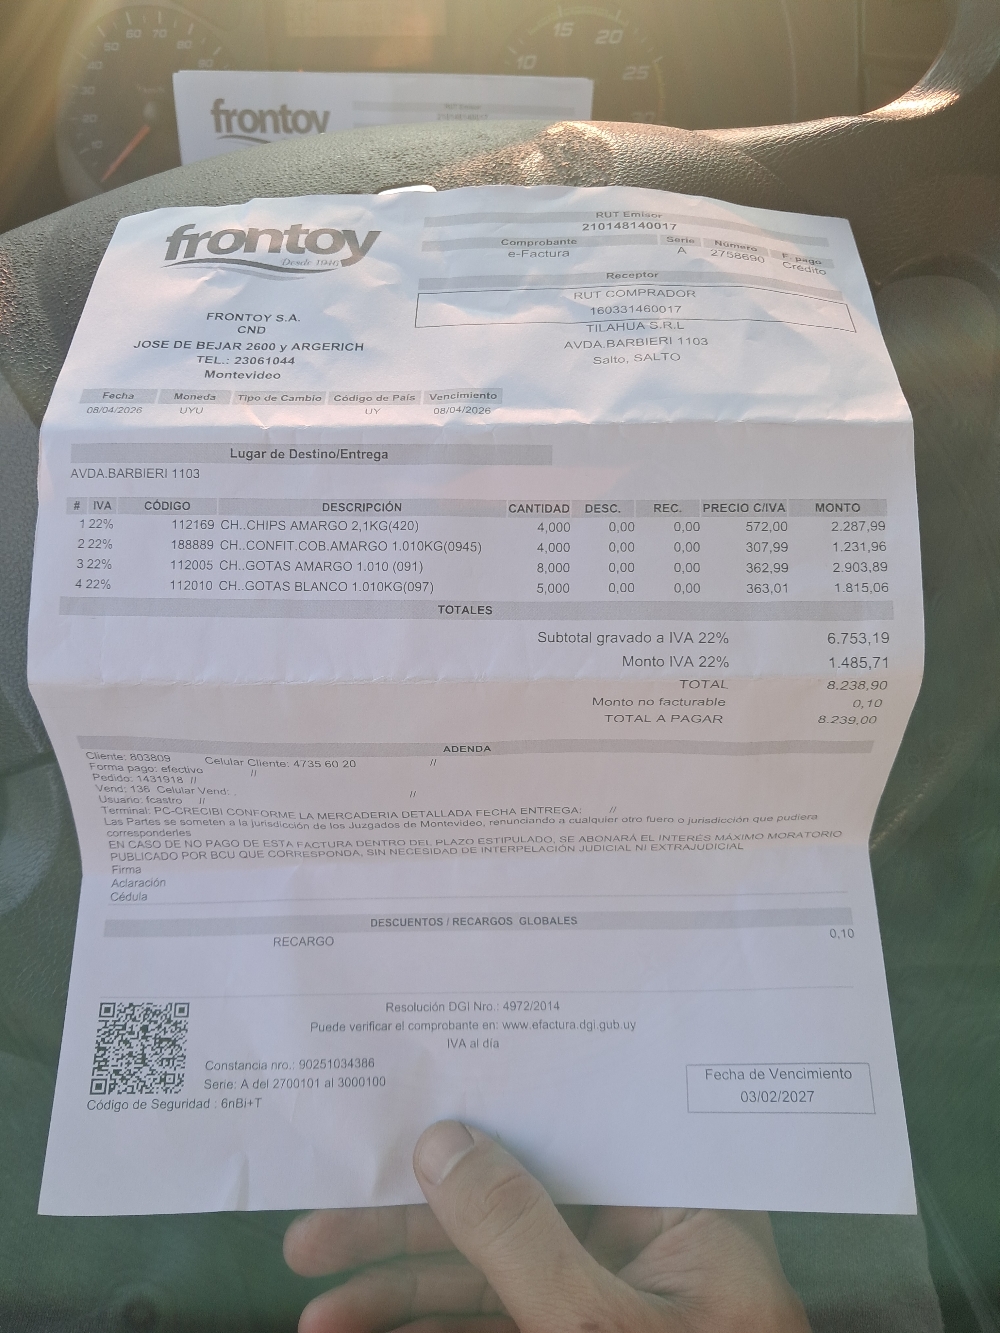 60 70 80
50
40
30
20
10
10 15 20 25
frontoy
RUT Emisor
210148140017
frontoy
Desde 1946
FRONTOY S.A.
CND
JOSE DE BEJAR 2600 y ARGERICH
TEL.: 23061044
Montevideo
RUT Emisor
210148140017
Comprobante Serie Número F. pago
e-Factura A 2758690 Crédito
Receptor
RUT COMPRADOR
160331460017
TILAHUA S.R.L
AVDA.BARBIERI 1103
Salto, SALTO
Fecha Moneda Tipo de Cambio Código de País Vencimiento
08/04/2026 UYU UY 08/04/2026
Lugar de Destino/Entrega
AVDA.BARBIERI 1103
# IVA CÓDIGO DESCRIPCIÓN CANTIDAD DESC. REC. PRECIO C/IVA MONTO
1 22% 112169 CH..CHIPS AMARGO 2,1KG(420) 4,000 0,00 0,00 572,00 2.287,99
2 22% 188889 CH..CONFIT.COB.AMARGO 1.010KG(0945) 4,000 0,00 0,00 307,99 1.231,96
3 22% 112005 CH..GOTAS AMARGO 1.010 (091) 8,000 0,00 0,00 362,99 2.903,89
4 22% 112010 CH..GOTAS BLANCO 1.010KG(097) 5,000 0,00 0,00 363,01 1.815,06
TOTALES
Subtotal gravado a IVA 22% 6.753,19
Monto IVA 22% 1.485,71
TOTAL 8.238,90
Monto no facturable 0,10
TOTAL A PAGAR 8.239,00
ADENDA
Cliente: 803809 Celular Cliente: 4735 60 20 //
Forma pago: efectivo //
Pedido: 1431918 //
Vend: 136 Celular Vend: . //
Usuario: fcastro //
Terminal: PC-CRECIBI CONFORME LA MERCADERIA DETALLADA FECHA ENTREGA: //
Las Partes se someten a la jurisdicción de los Juzgados de Montevideo, renunciando a cualquier otro fuero o jurisdicción que pudiera
corresponderles
EN CASO DE NO PAGO DE ESTA FACTURA DENTRO DEL PLAZO ESTIPULADO, SE ABONARÁ EL INTERÉS MÁXIMO MORATORIO
PUBLICADO POR BCU QUE CORRESPONDA, SIN NECESIDAD DE INTERPELACIÓN JUDICIAL NI EXTRAJUDICIAL
Firma
Aclaración
Cédula
DESCUENTOS / RECARGOS GLOBALES
RECARGO 0,10
Resolución DGI Nro.: 4972/2014
Puede verificar el comprobante en: www.efactura.dgi.gub.uy
IVA al día
Constancia nro.: 90251034386
Serie: A del 2700101 al 3000100
Código de Seguridad : 6nBi+T
Fecha de Vencimiento
03/02/2027